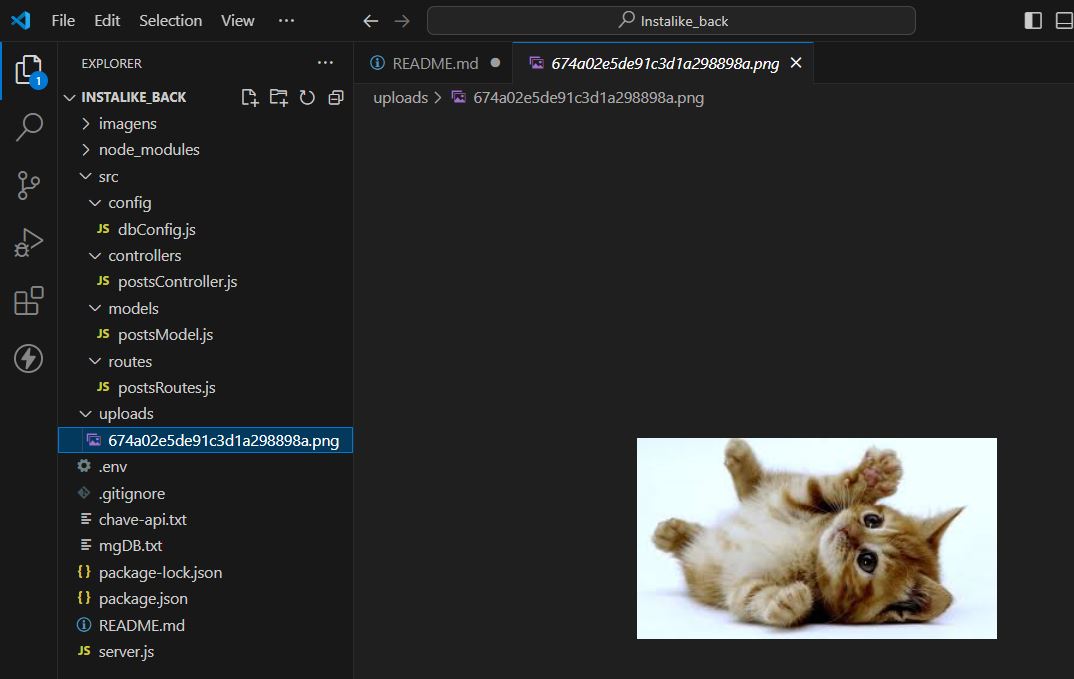 File Edit Selection View ··· Instalike_back
EXPLORER ···
README.md
674a02e5de91c3d1a298898a.png
INSTALIKE_BACK
uploads > 674a02e5de91c3d1a298898a.png
imagens
node_modules
src
config
JS dbConfig.js
controllers
JS postsController.js
models
JS postsModel.js
routes
JS postsRoutes.js
uploads
674a02e5de91c3d1a298898a.png
.env
.gitignore
chave-api.txt
mgDB.txt
{} package-lock.json
{} package.json
README.md
JS server.js
1